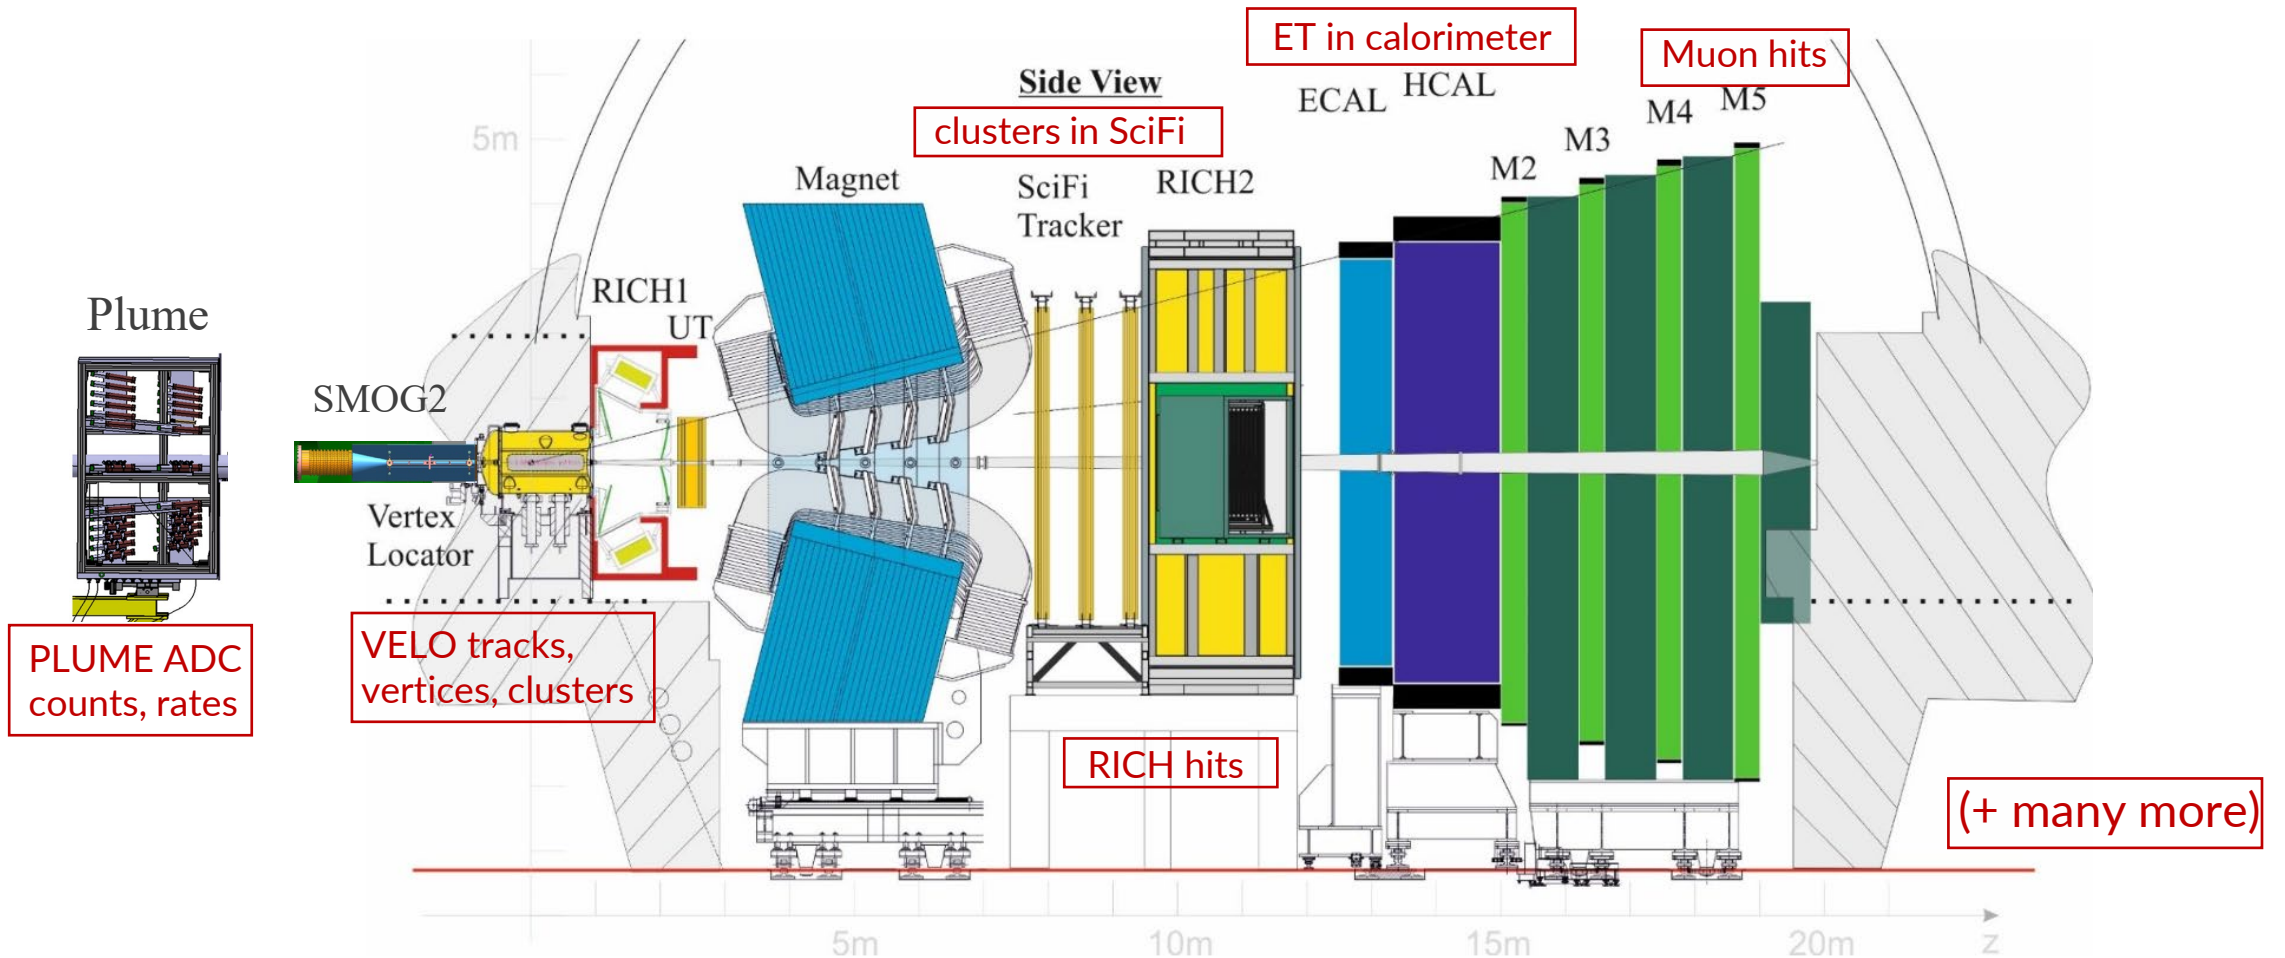 ET in calorimeter
Muon hits
Side View
ECAL
HCAL
M5
M4
M3
M2
clusters in SciFi
5m
Magnet
SciFi
Tracker
RICH2
RICH1
UT
Plume
SMOG2
Vertex
Locator
PLUME ADC
counts, rates
VELO tracks,
vertices, clusters
RICH hits
(+ many more)
5m
10m
15m
20m
z